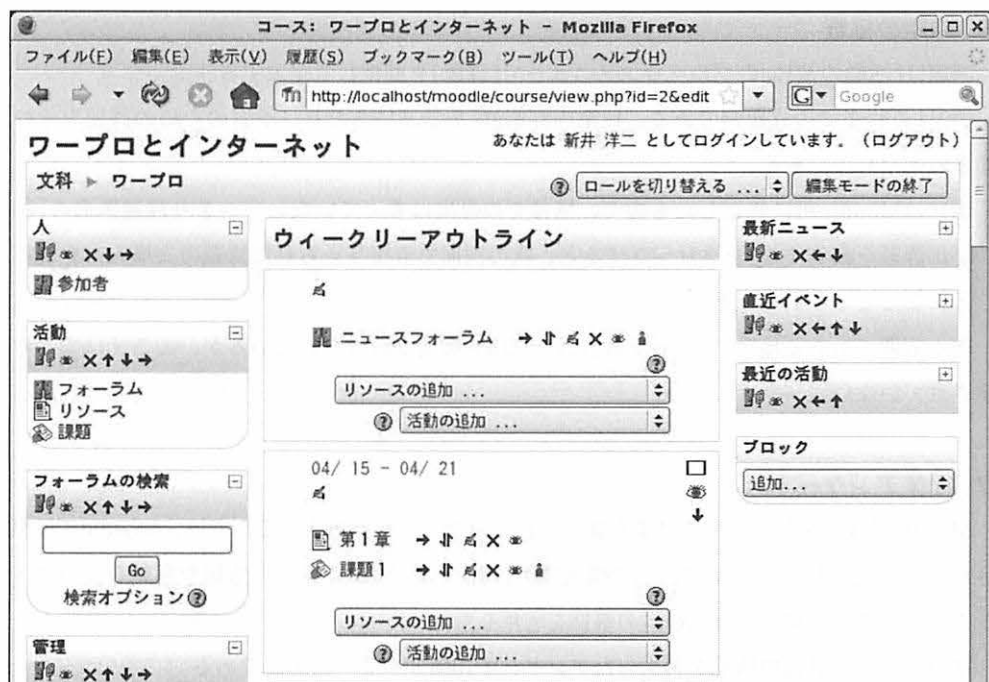 コース: ワープロとインターネット - Mozilla Firefox
ファイル(F) 編集(E) 表示(V) 履歴(S) ブックマーク(B) ツール(T) ヘルプ(H)
http://localhost/moodle/course/view.php?id=2&edit
G Google
ワープロとインターネット
あなたは 新井 洋二 としてログインしています。 (ログアウト)
文科 ► ワープロ
ロールを切り替える ...
編集モードの終了
人
参加者
活動
フォーラム
リソース
課題
フォーラムの検索
Go
検索オプション
管理
ウィークリーアウトライン
ニュースフォーラム
リソースの追加 ...
活動の追加 ...
04/ 15 - 04/ 21
第1章
課題1
リソースの追加 ...
活動の追加 ...
最新ニュース
直近イベント
最近の活動
ブロック
追加...